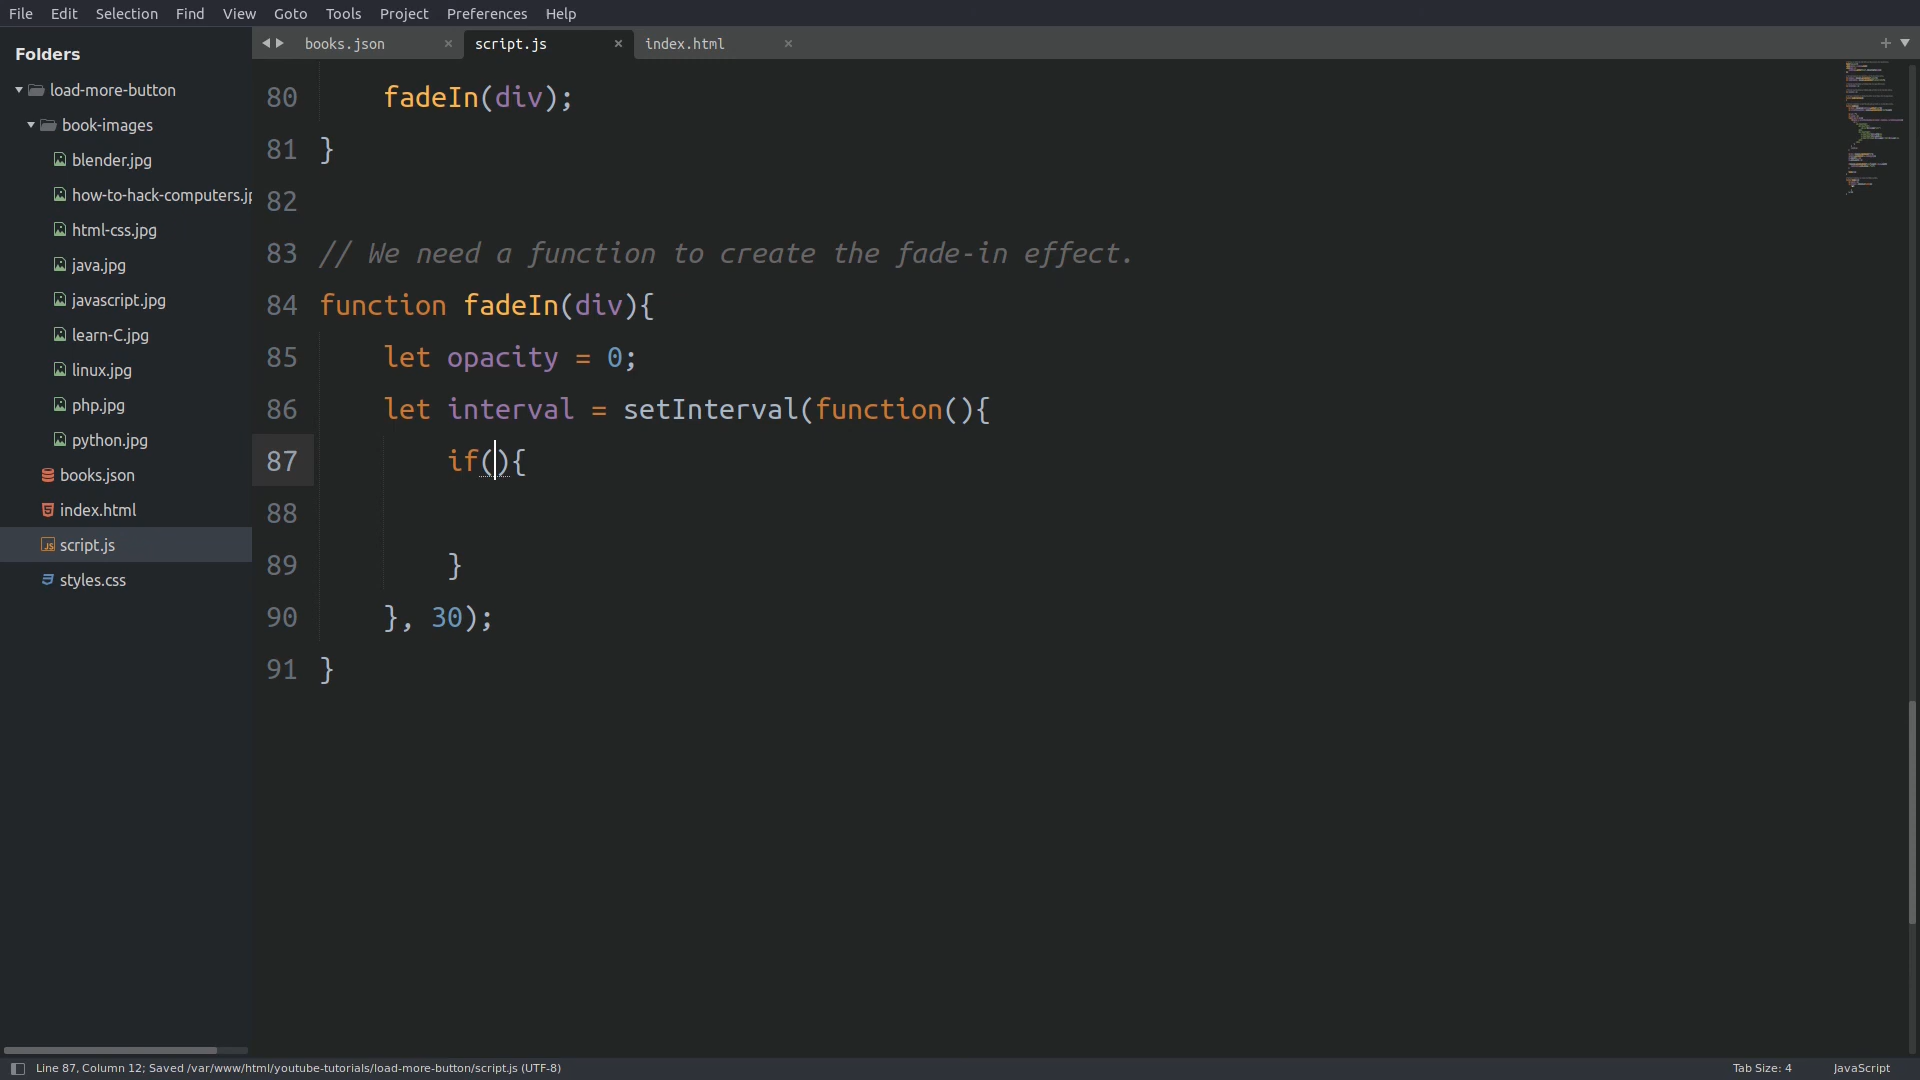 File Edit Selection Find View Goto Tools Project Preferences Help
Folders
load-more-button
book-images
blender.jpg
how-to-hack-computers.jp
html-css.jpg
java.jpg
javascript.jpg
learn-C.jpg
linux.jpg
php.jpg
python.jpg
books.json
index.html
script.js
styles.css
books.json × script.js × index.html ×
80 fadeIn(div);
81 }
82
83 // We need a function to create the fade-in effect.
84 function fadeIn(div){
85 let opacity = 0;
86 let interval = setInterval(function(){
87 if(){
88
89 }
90 }, 30);
91 }
Line 87, Column 12; Saved /var/www/html/youtube-tutorials/load-more-button/script.js (UTF-8) Tab Size: 4 JavaScript